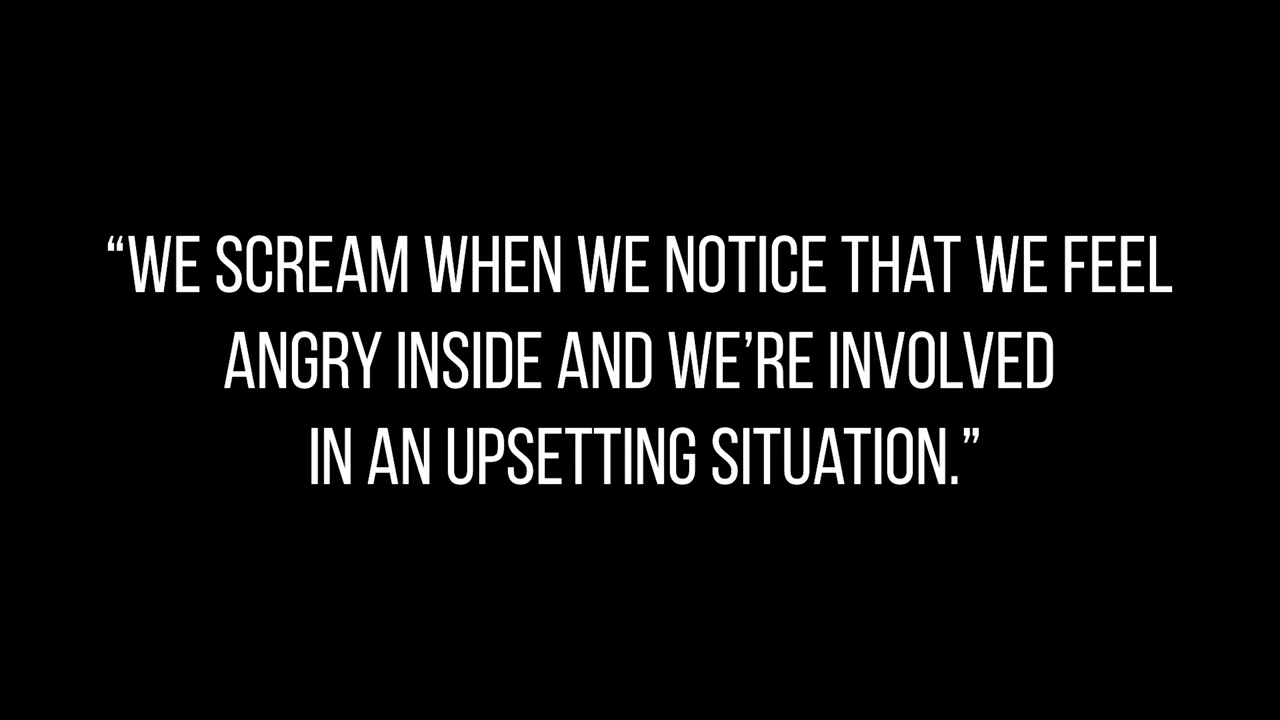 “WE SCREAM WHEN WE NOTICE THAT WE FEEL
ANGRY INSIDE AND WE’RE INVOLVED
IN AN UPSETTING SITUATION.”